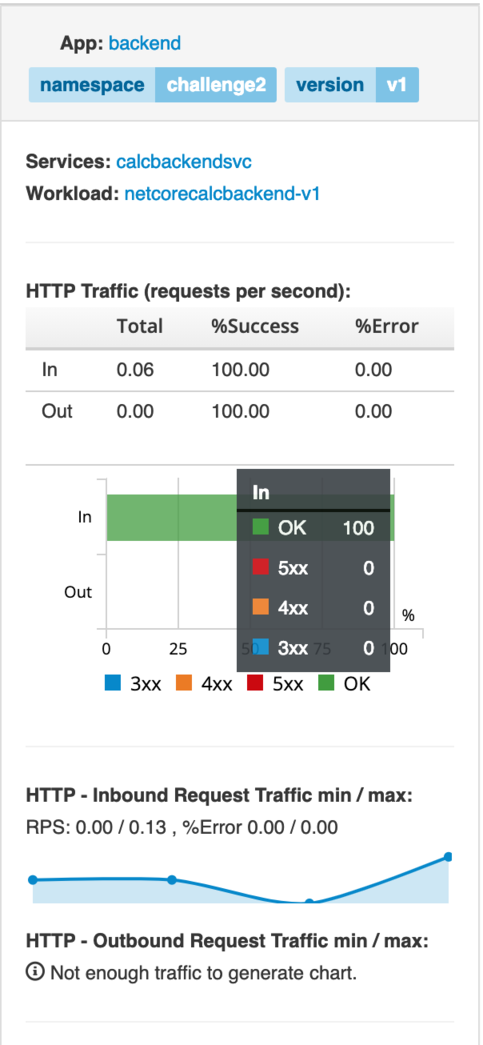 App: backend
namespace challenge2 version v1
Services: calcbackendsvc
Workload: netcorecalcbackend-v1
HTTP Traffic (requests per second):
Total %Success %Error
In 0.06 100.00 0.00
Out 0.00 100.00 0.00
In
OK 100
5xx 0
4xx 0
3xx 0
In
Out
%
0 25 50 75 100
3xx 4xx 5xx OK
HTTP - Inbound Request Traffic min / max:
RPS: 0.00 / 0.13 , %Error 0.00 / 0.00
HTTP - Outbound Request Traffic min / max:
Not enough traffic to generate chart.